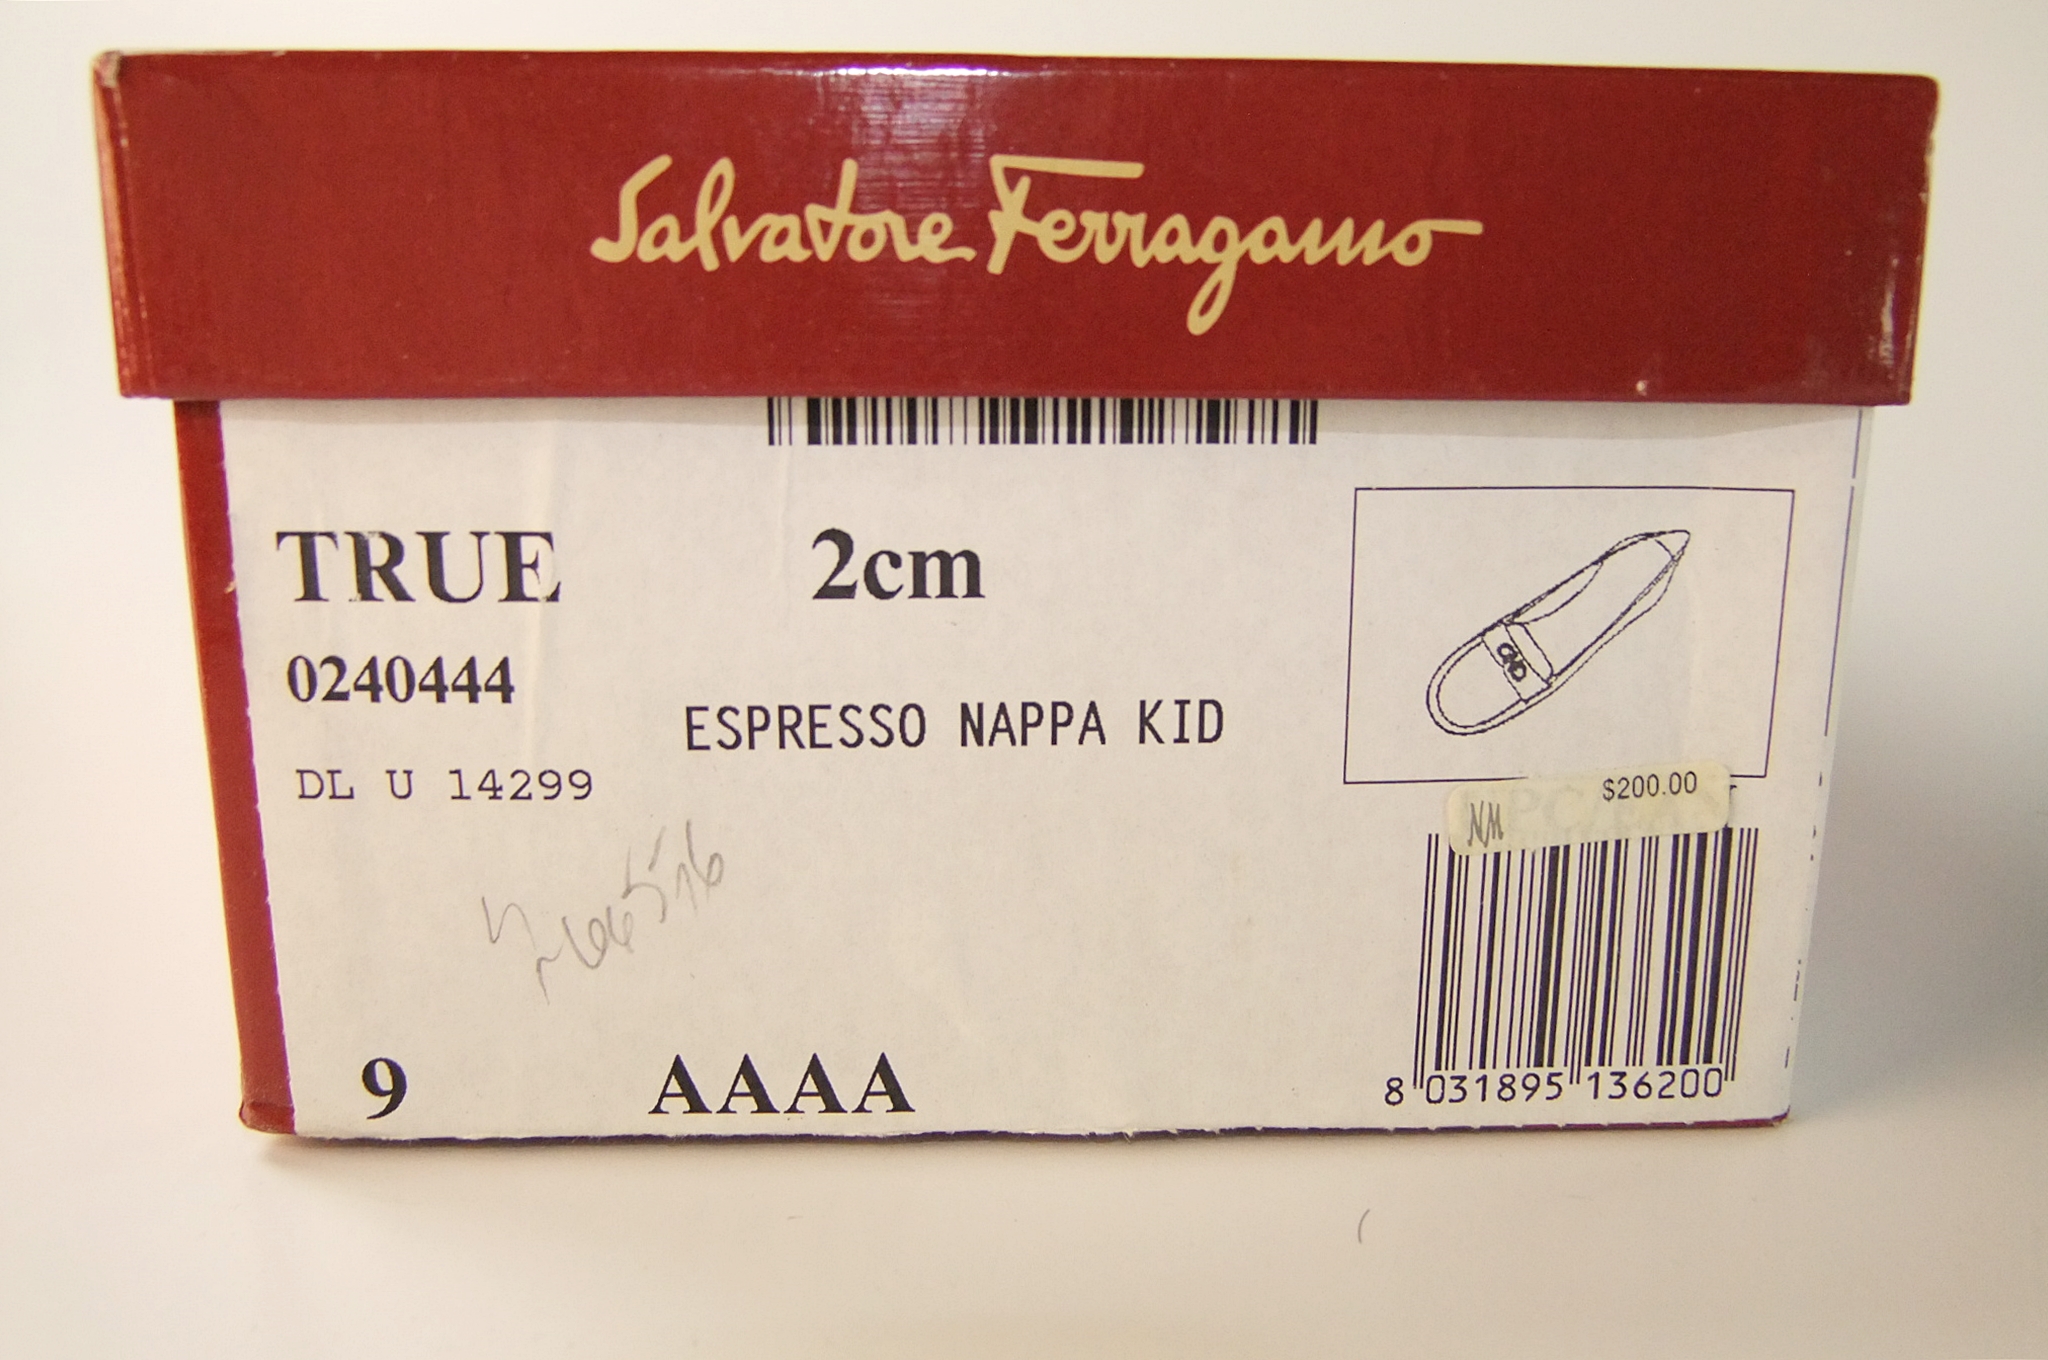 Salvatore Ferragamo
TRUE 2cm
0240444
ESPRESSO NAPPA KID
DL U 14299
$200.00
NM
9 AAAA
8 031895 136200